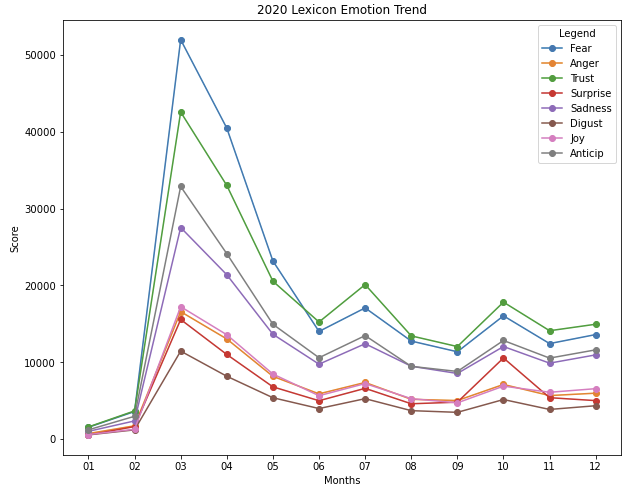 2020 Lexicon Emotion Trend
Legend
Fear
Anger
Trust
Surprise
Sadness
Digust
Joy
Anticip
50000
40000
30000
20000
10000
0
Score
01 02 03 04 05 06 07 08 09 10 11 12
Months